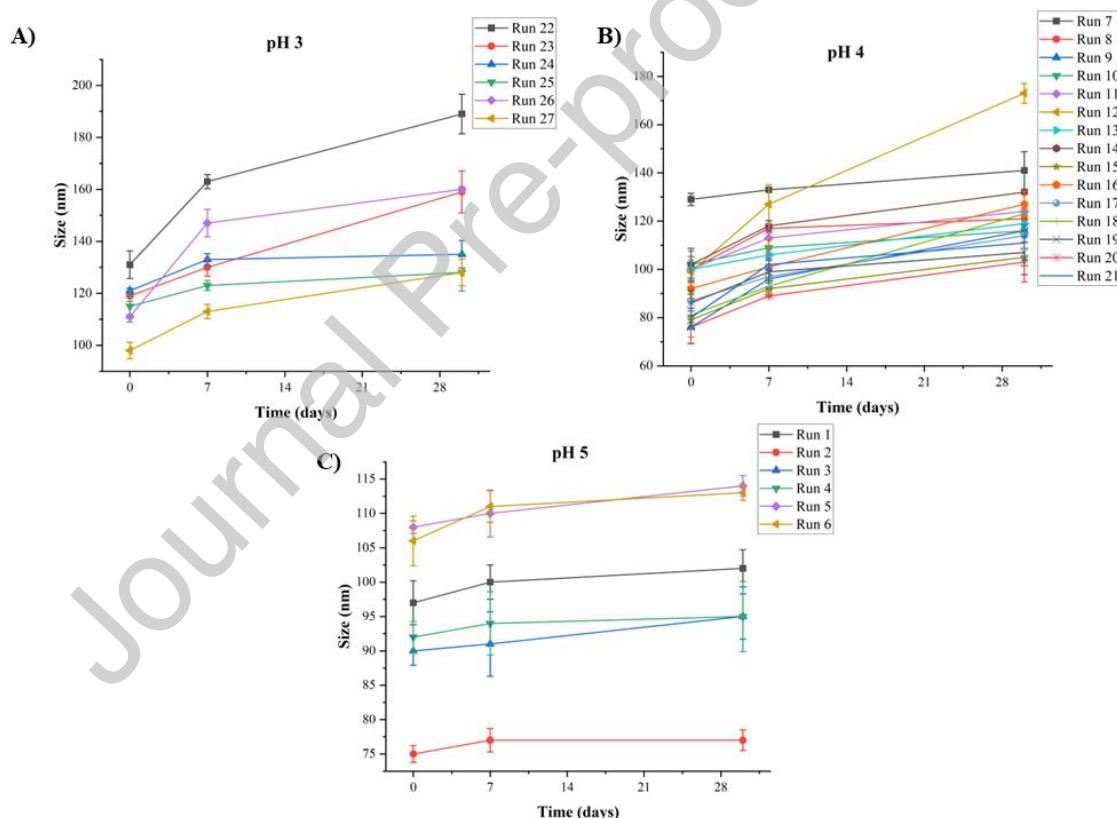 Journal Pre-proo
A)
pH 3
Run 22
Run 23
Run 24
Run 25
Run 26
Run 27
Size (nm)
200
180
160
140
120
100
0 7 14 21 28
Time (days)
B)
pH 4
Run 7
Run 8
Run 9
Run 10
Run 11
Run 12
Run 13
Run 14
Run 15
Run 16
Run 17
Run 18
Run 19
Run 20
Run 21
Size (nm)
180
160
140
120
100
80
60
0 7 14 21 28
Time (days)
C)
pH 5
Run 1
Run 2
Run 3
Run 4
Run 5
Run 6
Size (nm)
115
110
105
100
95
90
85
80
75
0 7 14 21 28
Time (days)